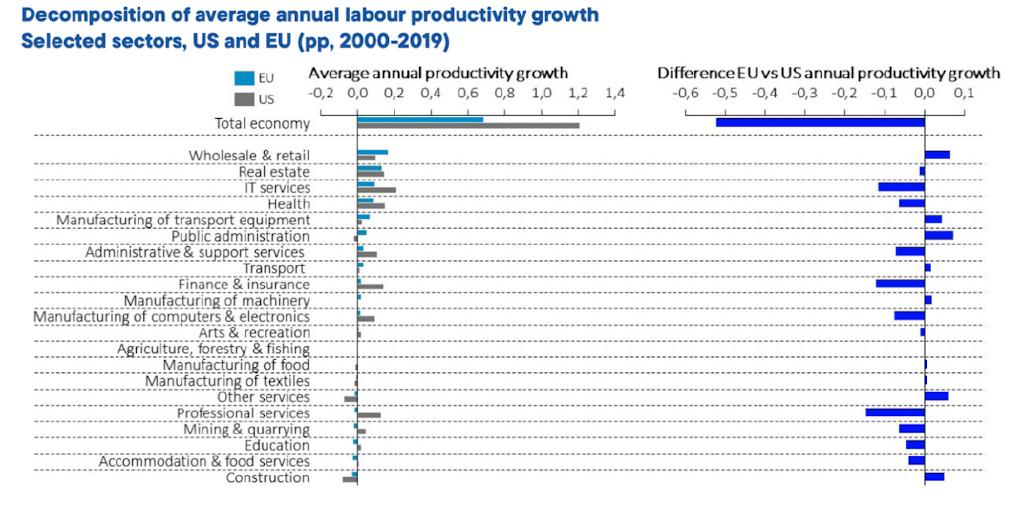 Decomposition of average annual labour productivity growth
Selected sectors, US and EU (pp, 2000-2019)
EU
US
Average annual productivity growth
-0,2 0,0 0,2 0,4 0,6 0,8 1,0 1,2 1,4
Difference EU vs US annual productivity growth
-0,6 -0,5 -0,4 -0,3 -0,2 -0,1 0,0 0,1
Total economy
Wholesale & retail
Real estate
IT services
Health
Manufacturing of transport equipment
Public administration
Administrative & support services
Transport
Finance & insurance
Manufacturing of machinery
Manufacturing of computers & electronics
Arts & recreation
Agriculture, forestry & fishing
Manufacturing of food
Manufacturing of textiles
Other services
Professional services
Mining & quarrying
Education
Accommodation & food services
Construction